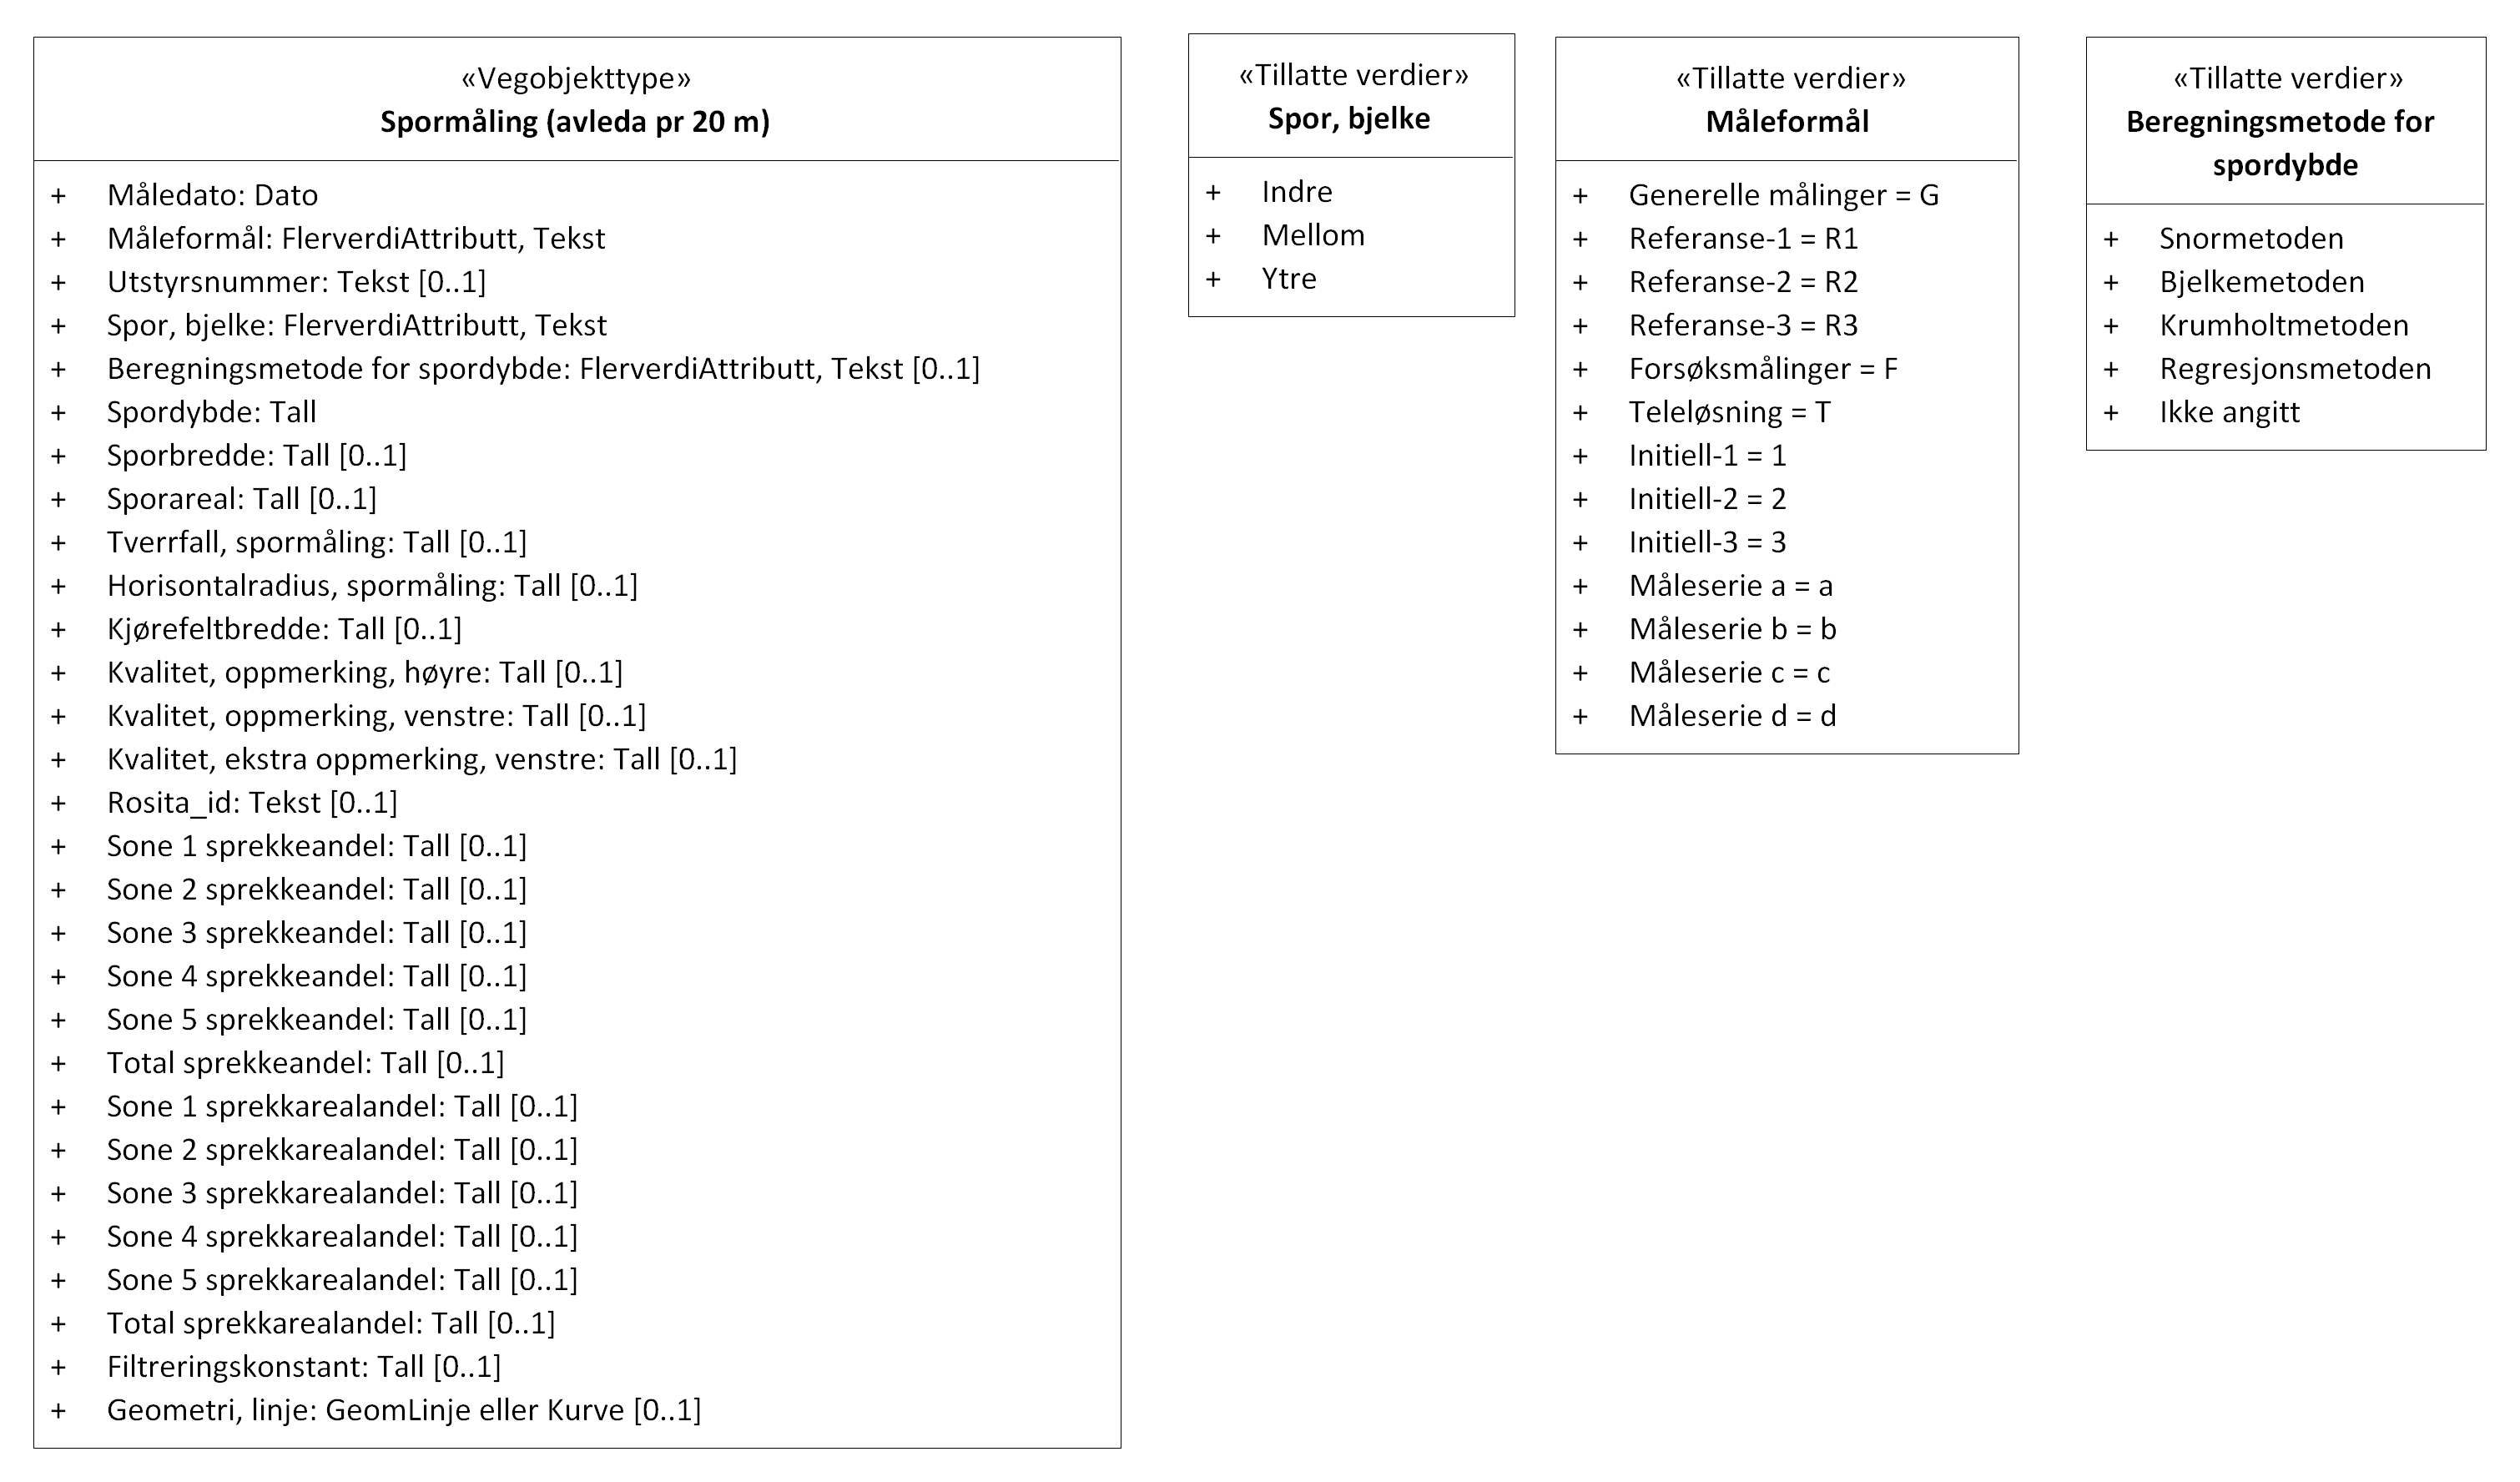 «Vegobjekttype»
Spormåling (avleda pr 20 m)
+ Måledato: Dato
+ Måleformål: FlerverdiAttributt, Tekst
+ Utstyrsnummer: Tekst [0..1]
+ Spor, bjelke: FlerverdiAttributt, Tekst
+ Beregningsmetode for spordybde: FlerverdiAttributt, Tekst [0..1]
+ Spordybde: Tall
+ Sporbredde: Tall [0..1]
+ Sporareal: Tall [0..1]
+ Tverrfall, spormåling: Tall [0..1]
+ Horisontalradius, spormåling: Tall [0..1]
+ Kjørefeltbredde: Tall [0..1]
+ Kvalitet, oppmerking, høyre: Tall [0..1]
+ Kvalitet, oppmerking, venstre: Tall [0..1]
+ Kvalitet, ekstra oppmerking, venstre: Tall [0..1]
+ Rosita_id: Tekst [0..1]
+ Sone 1 sprekkeandel: Tall [0..1]
+ Sone 2 sprekkeandel: Tall [0..1]
+ Sone 3 sprekkeandel: Tall [0..1]
+ Sone 4 sprekkeandel: Tall [0..1]
+ Sone 5 sprekkeandel: Tall [0..1]
+ Total sprekkeandel: Tall [0..1]
+ Sone 1 sprekkarealandel: Tall [0..1]
+ Sone 2 sprekkarealandel: Tall [0..1]
+ Sone 3 sprekkarealandel: Tall [0..1]
+ Sone 4 sprekkarealandel: Tall [0..1]
+ Sone 5 sprekkarealandel: Tall [0..1]
+ Total sprekkarealandel: Tall [0..1]
+ Filtreringskonstant: Tall [0..1]
+ Geometri, linje: GeomLinje eller Kurve [0..1]
«Tillatte verdier»
Spor, bjelke
+ Indre
+ Mellom
+ Ytre
«Tillatte verdier»
Måleformål
+ Generelle målinger = G
+ Referanse-1 = R1
+ Referanse-2 = R2
+ Referanse-3 = R3
+ Forsøksmålinger = F
+ Teleløsning = T
+ Initiell-1 = 1
+ Initiell-2 = 2
+ Initiell-3 = 3
+ Måleserie a = a
+ Måleserie b = b
+ Måleserie c = c
+ Måleserie d = d
«Tillatte verdier»
Beregningsmetode for
spordybde
+ Snormetoden
+ Bjelkemetoden
+ Krumholtmetoden
+ Regresjonsmetoden
+ Ikke angitt